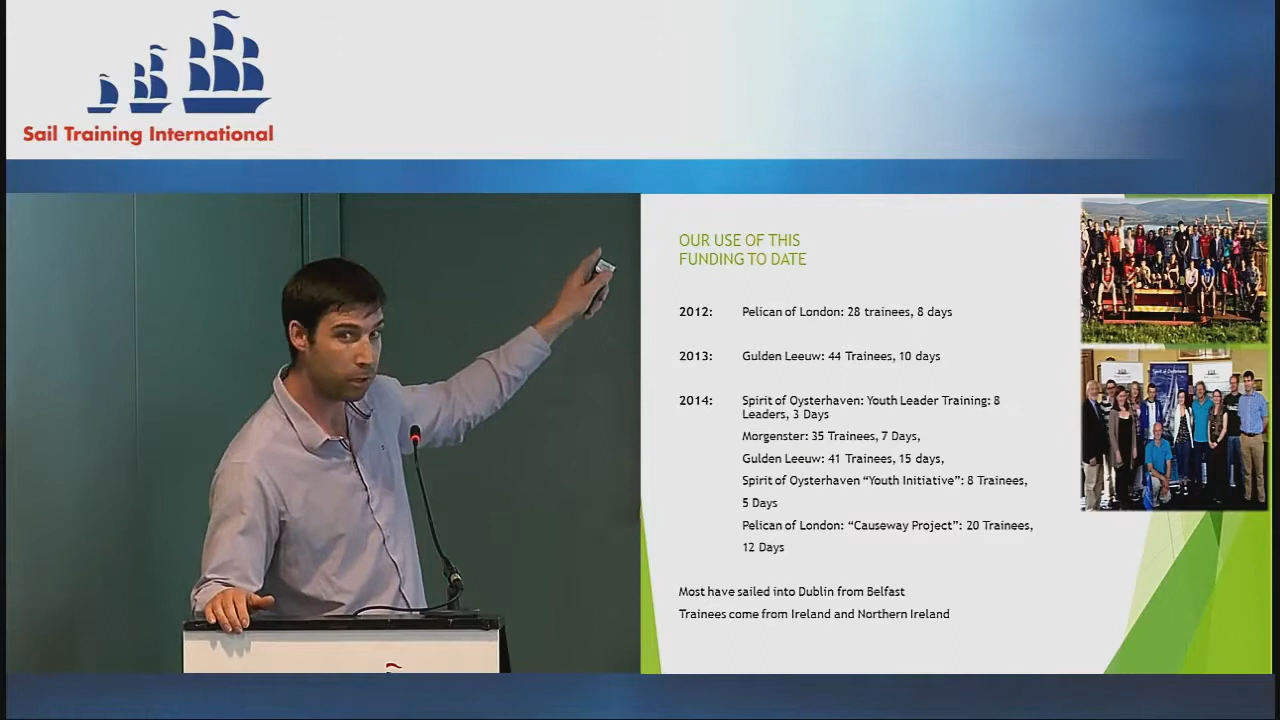 Sail Training International
OUR USE OF THIS
FUNDING TO DATE
2012: Pelican of London: 28 trainees, 8 days
2013: Gulden Leeuw: 44 Trainees, 10 days
2014: Spirit of Oysterhaven: Youth Leader Training: 8
Leaders, 3 Days
Morgenster: 35 Trainees, 7 Days,
Gulden Leeuw: 41 Trainees, 15 days,
Spirit of Oysterhaven “Youth Initiative”: 8 Trainees,
5 Days
Pelican of London: “Causeway Project”: 20 Trainees,
12 Days
Most have sailed into Dublin from Belfast
Trainees come from Ireland and Northern Ireland
Spirit of Oysterhaven